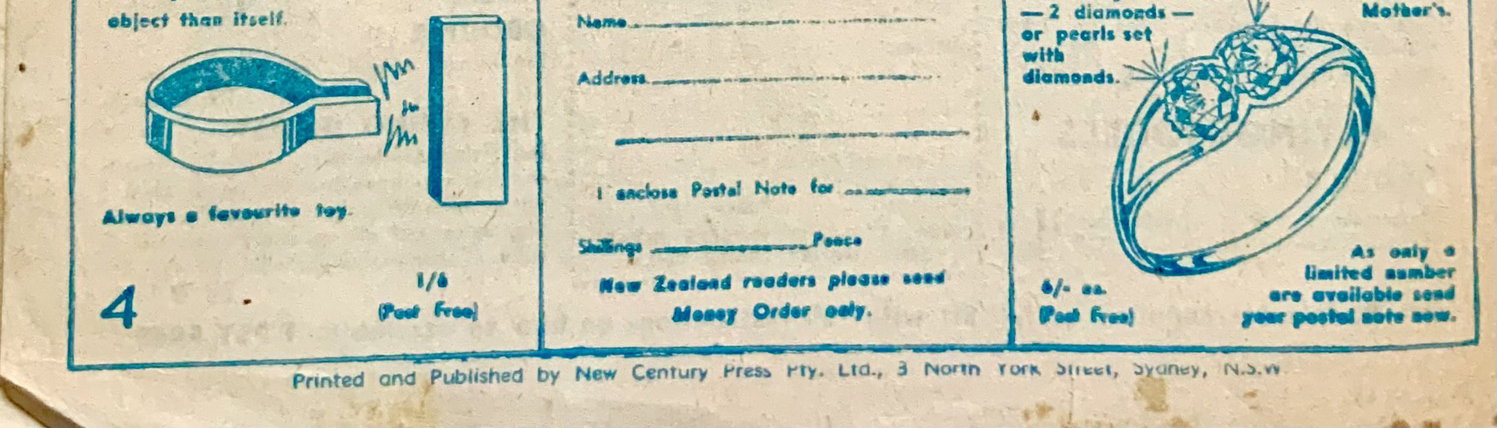 object than itself.
Always a favourite toy.
4
1/6
(Post Free)
Name
Address
I enclose Postal Note for
Shillings Pence
New Zealand readers please send
Money Order only.
— 2 diamonds —
or pearls set
with
diamonds.
Mother's.
6/- ea.
(Post Free)
As only a
limited number
are available send
your postal note now.
Printed and Published by New Century Press Pty. Ltd., 3 North York Street, Sydney, N.S.W